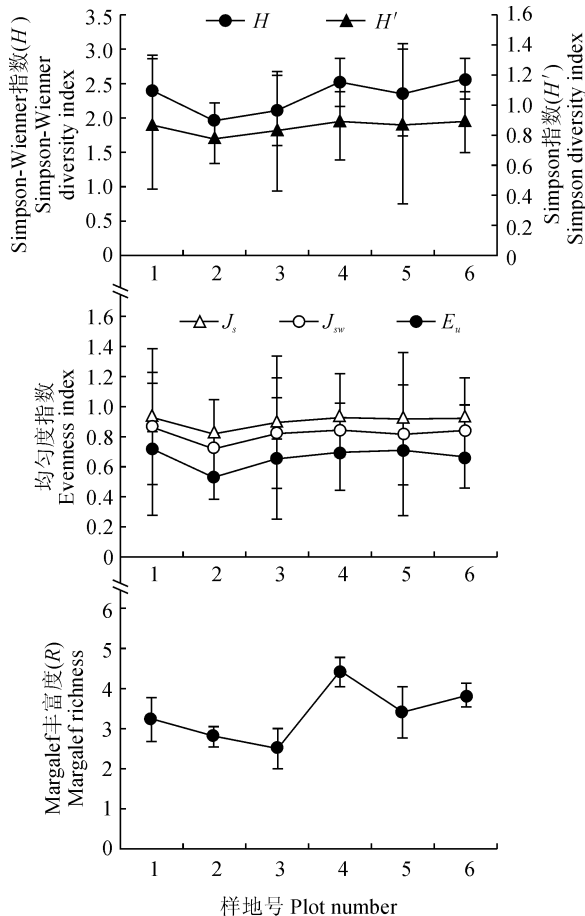 H H′
Simpson-Wienner指数(H)
Simpson-Wienner
diversity index
3.5
3.0
2.5
2.0
1.5
1.0
0.5
0
1.6
1.4
1.2
1.0
0.8
0.6
0.4
0.2
0
Simpson指数(H′)
Simpson diversity index
1 2 3 4 5 6
Js Jsw Eu
均匀度指数
Evenness index
1.6
1.4
1.2
1.0
0.8
0.6
0.4
0.2
0
1 2 3 4 5 6
Margalef丰富度(R)
Margalef richness
6
5
4
3
2
1
0
1 2 3 4 5 6
样地号 Plot number